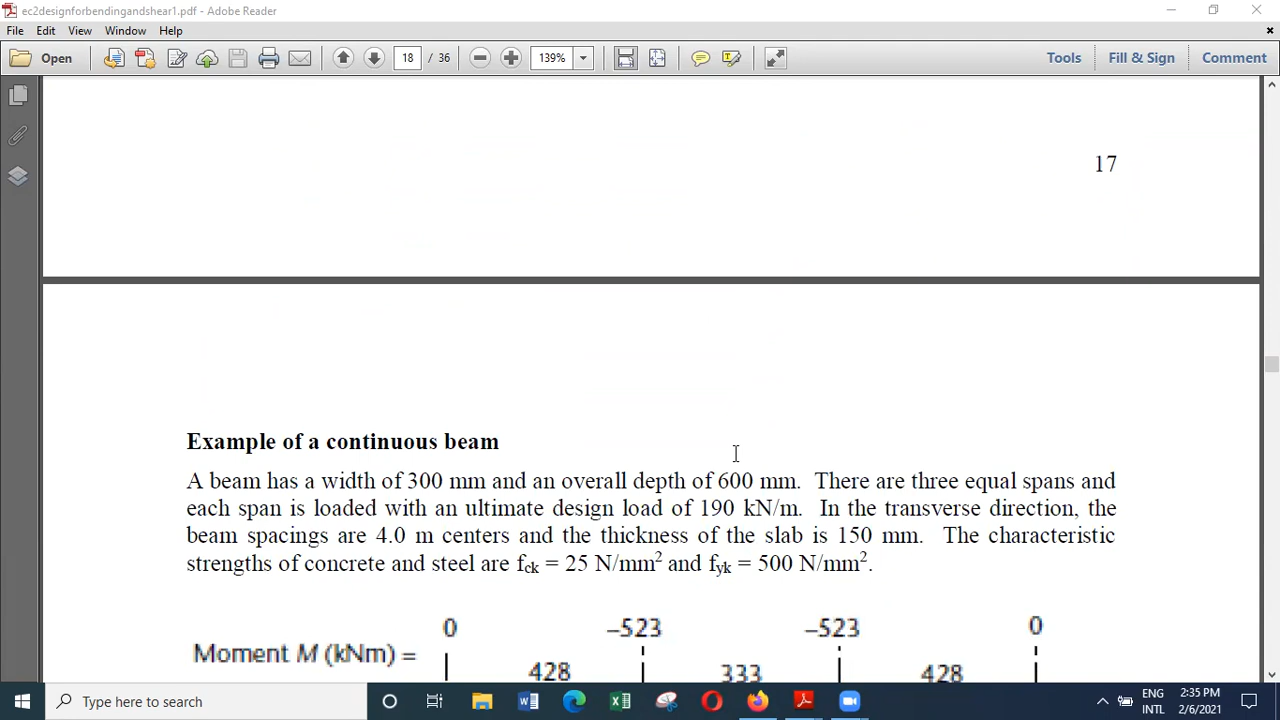 ec2designforbendingandshear1.pdf - Adobe Reader
File Edit View Window Help
Open 18 / 36 139% Tools Fill & Sign Comment
17
Example of a continuous beam
A beam has a width of 300 mm and an overall depth of 600 mm. There are three equal spans and
each span is loaded with an ultimate design load of 190 kN/m. In the transverse direction, the
beam spacings are 4.0 m centers and the thickness of the slab is 150 mm. The characteristic
strengths of concrete and steel are fck = 25 N/mm2 and fyk = 500 N/mm2.
0 –523 –523 0
Moment M (kNm) =
428 333 428
Type here to search
ENG
INTL
2:35 PM
2/6/2021